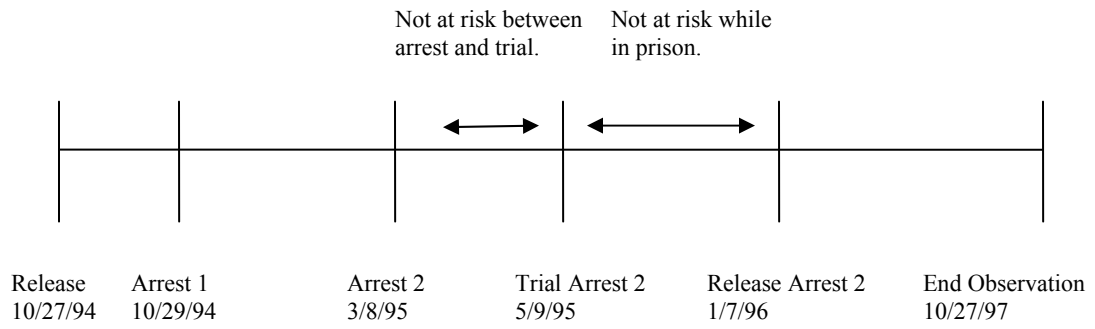 Not at risk between
arrest and trial.
Not at risk while
in prison.
Release
10/27/94
Arrest 1
10/29/94
Arrest 2
3/8/95
Trial Arrest 2
5/9/95
Release Arrest 2
1/7/96
End Observation
10/27/97